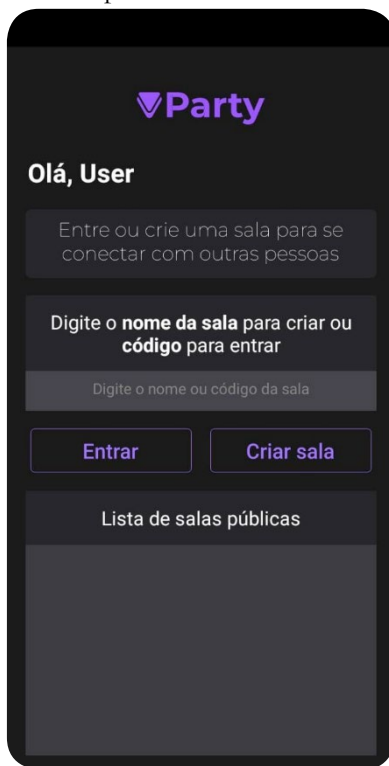 Party
Olá, User
Entre ou crie uma sala para se
conectar com outras pessoas
Digite o nome da sala para criar ou
código para entrar
Digite o nome ou código da sala
Entrar
Criar sala
Lista de salas públicas